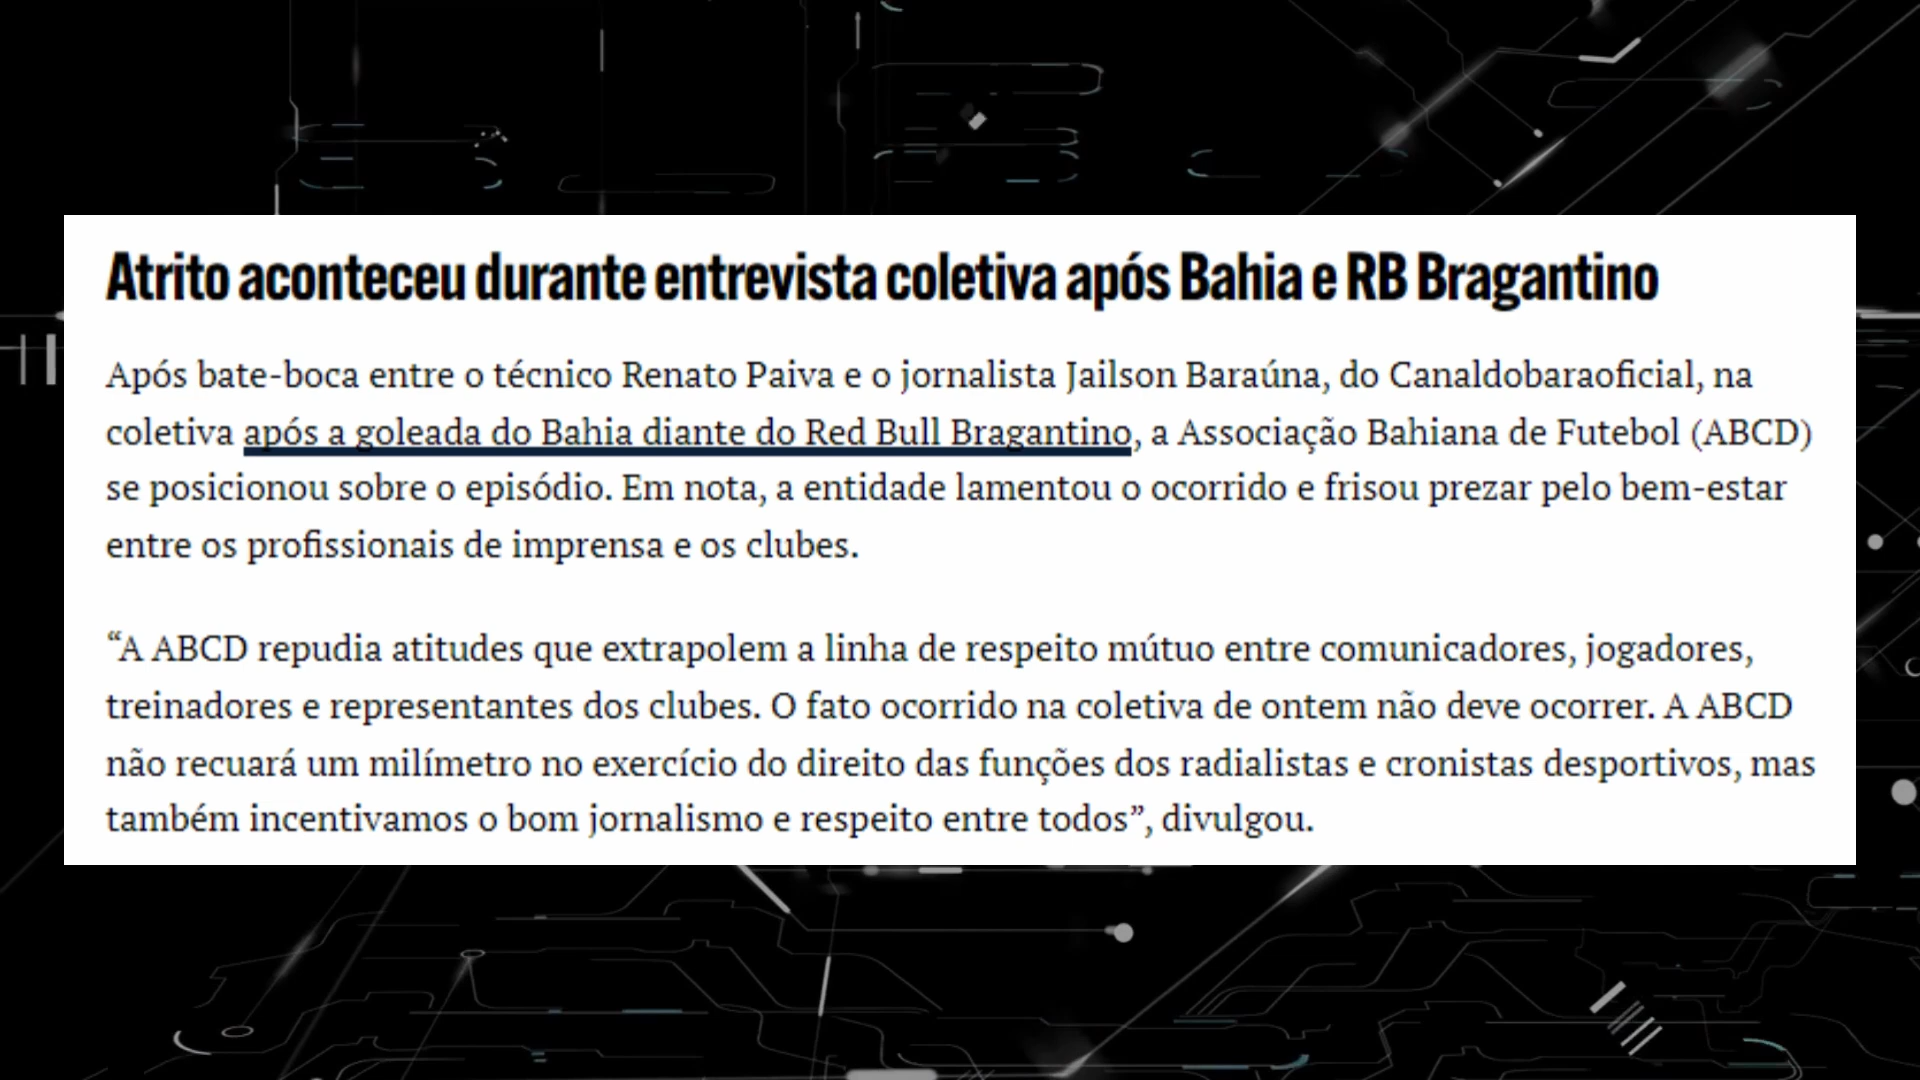 Atrito aconteceu durante entrevista coletiva após Bahia e RB Bragantino
Após bate-boca entre o técnico Renato Paiva e o jornalista Jailson Baraúna, do Canaldobaraoficial, na
coletiva após a goleada do Bahia diante do Red Bull Bragantino, a Associação Bahiana de Futebol (ABCD)
se posicionou sobre o episódio. Em nota, a entidade lamentou o ocorrido e frisou prezar pelo bem-estar
entre os profissionais de imprensa e os clubes.
“A ABCD repudia atitudes que extrapolem a linha de respeito mútuo entre comunicadores, jogadores,
treinadores e representantes dos clubes. O fato ocorrido na coletiva de ontem não deve ocorrer. A ABCD
não recuará um milímetro no exercício do direito das funções dos radialistas e cronistas desportivos, mas
também incentivamos o bom jornalismo e respeito entre todos”, divulgou.